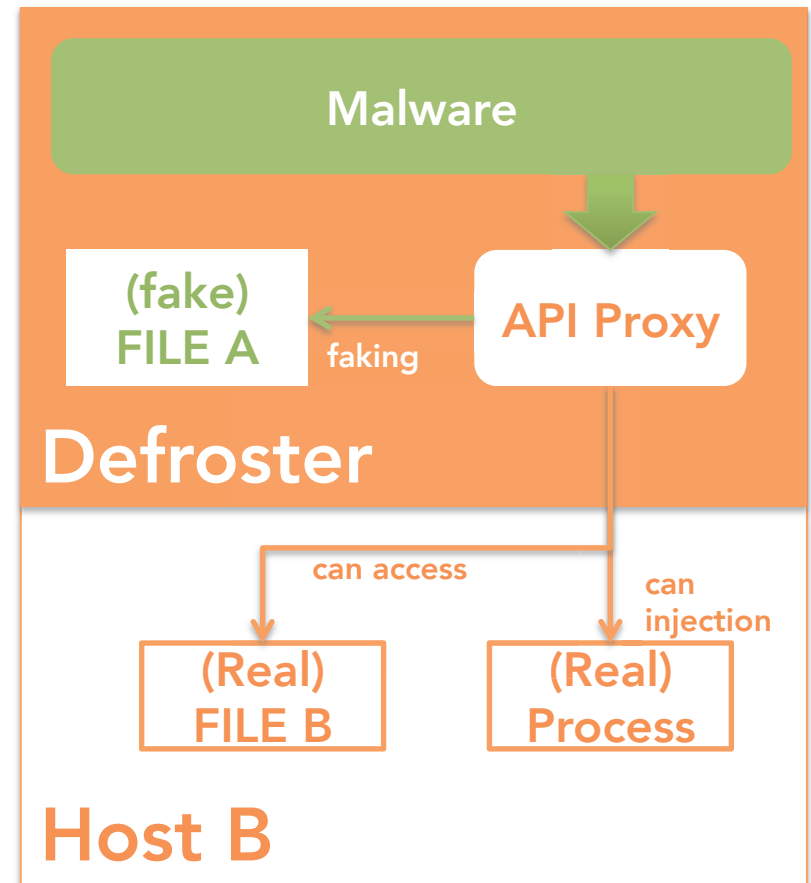 Malware
(fake)
FILE A
faking
API Proxy
Defroster
can access
can
injection
(Real)
FILE B
(Real)
Process
Host B